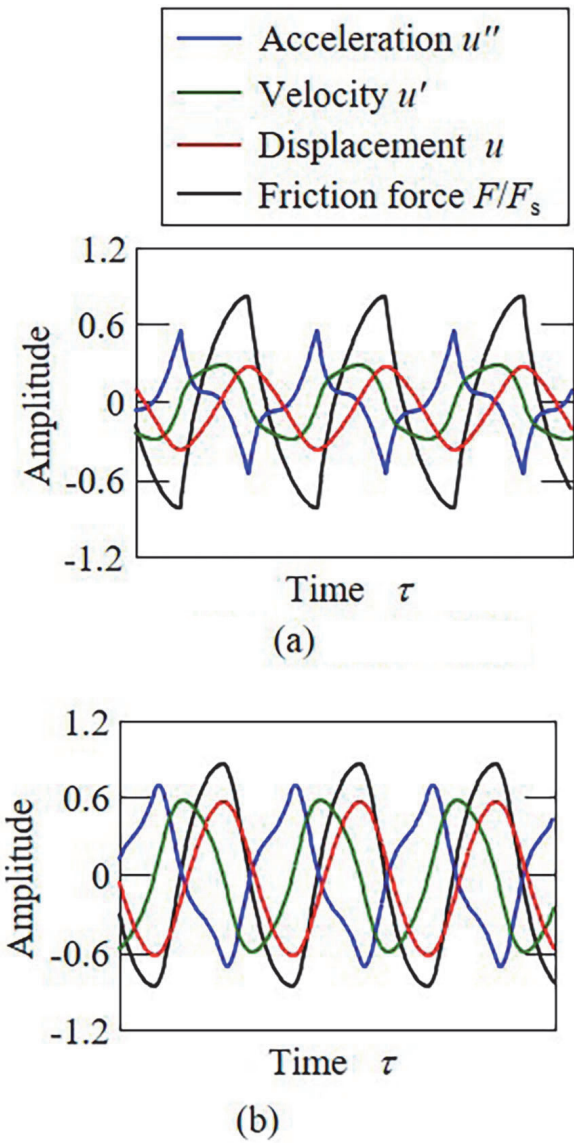 Acceleration u″
Velocity u′
Displacement u
Friction force F/Fs
1.2
0.6
0
-0.6
-1.2
Amplitude
Time τ
(a)
1.2
0.6
0
-0.6
-1.2
Amplitude
Time τ
(b)